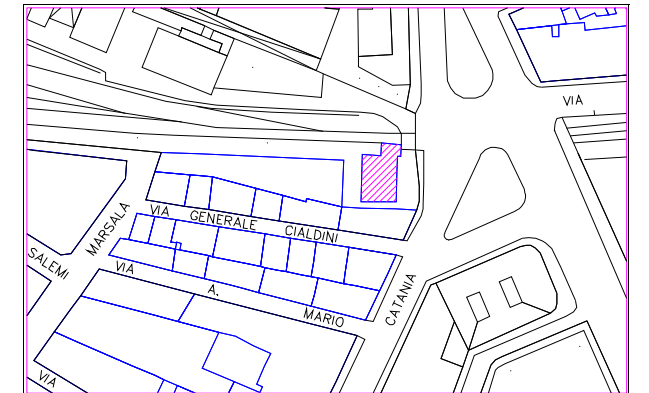 VIA
VIA GENERALE CIALDINI
MARSALA
SALEMI
VIA A. MARIO
CATANIA
VIA